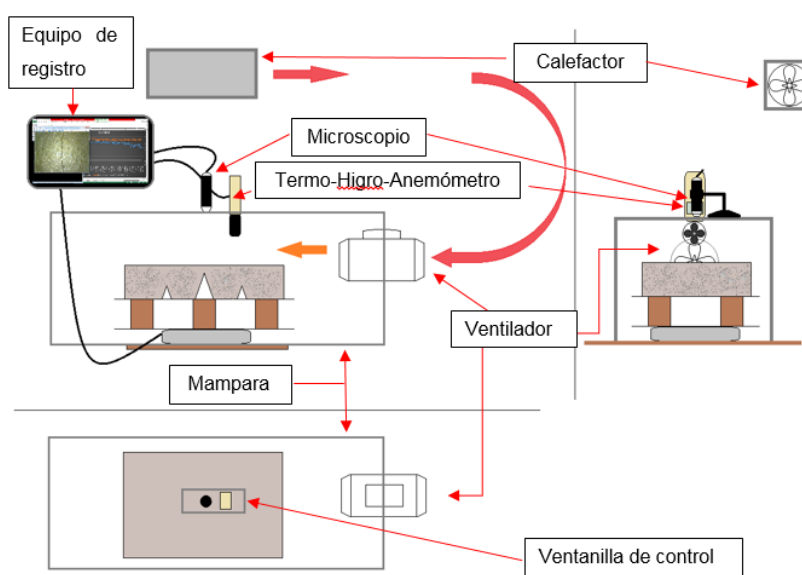 Equipo de
registro
Calefactor
Microscopio
Termo-Higro-Anemómetro
Ventilador
Mampara
Ventanilla de control